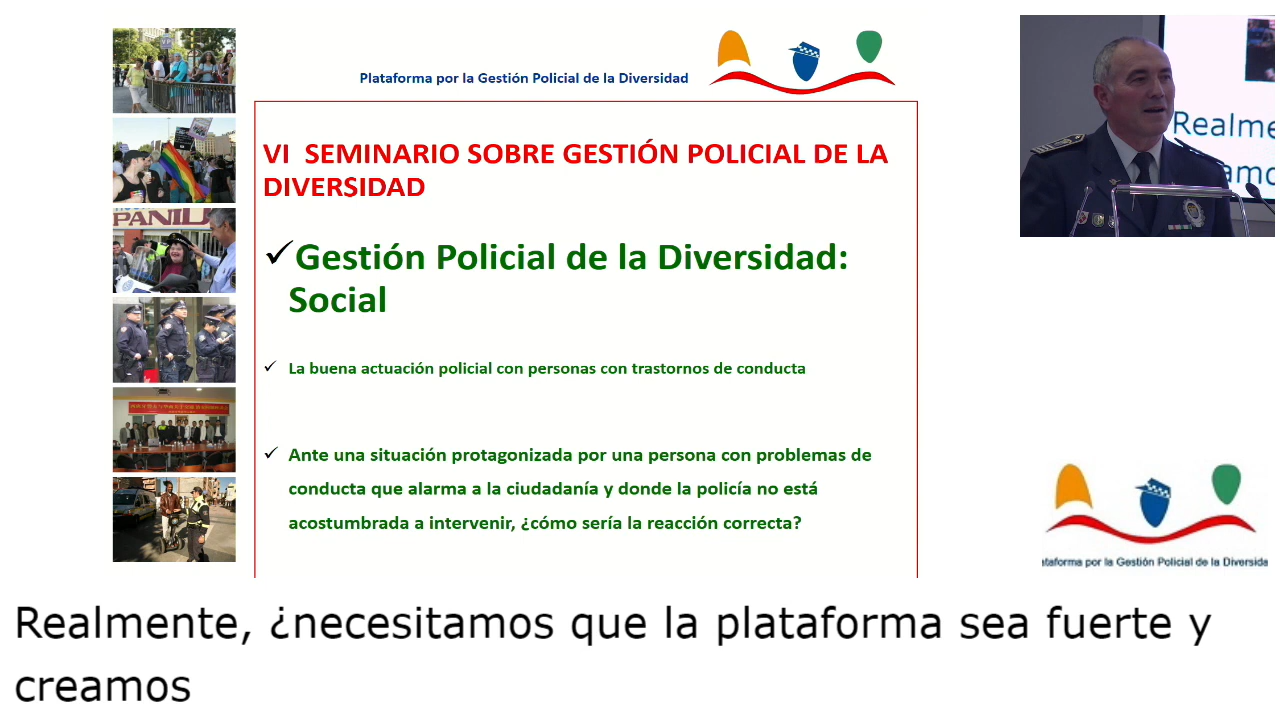 Plataforma por la Gestión Policial de la Diversidad
VI SEMINARIO SOBRE GESTIÓN POLICIAL DE LA
DIVERSIDAD
✓Gestión Policial de la Diversidad:
Social
✓ La buena actuación policial con personas con trastornos de conducta
✓ Ante una situación protagonizada por una persona con problemas de
conducta que alarma a la ciudadanía y donde la policía no está
acostumbrada a intervenir, ¿cómo sería la reacción correcta?
PANIL
Realme
amo
ataforma por la Gestión Policial de la Diversida
Realmente, ¿necesitamos que la plataforma sea fuerte y
creamos